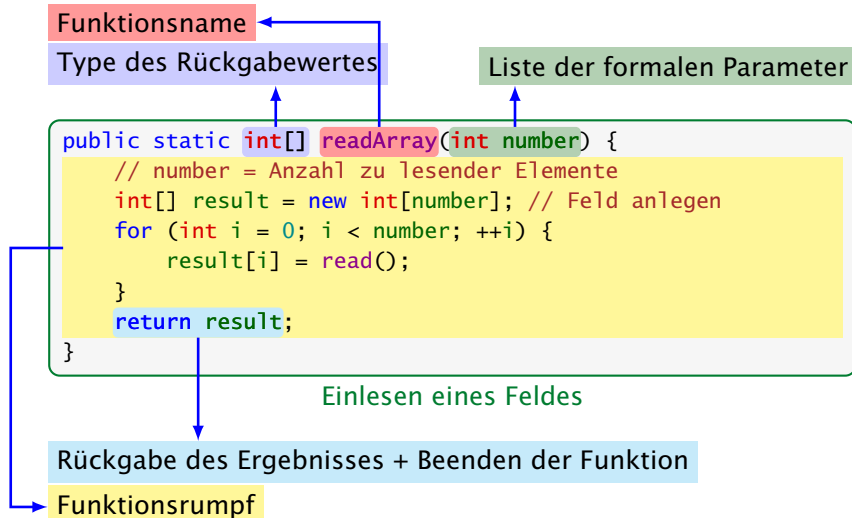 Funktionsname
Type des Rückgabewertes
Liste der formalen Parameter
public static int[] readArray(int number) {
    // number = Anzahl zu lesender Elemente
    int[] result = new int[number]; // Feld anlegen
    for (int i = 0; i < number; ++i) {
        result[i] = read();
    }
    return result;
}
Einlesen eines Feldes
Rückgabe des Ergebnisses + Beenden der Funktion
Funktionsrumpf